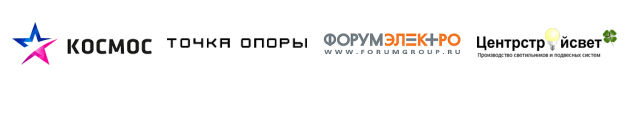 КОСМОС
ТОЧКА ОПОРЫ
ФОРУМЭЛЕКТРО
WWW.FORUMGROUP.RU
Центрстройсвет
Производство светильников и подвесных систем